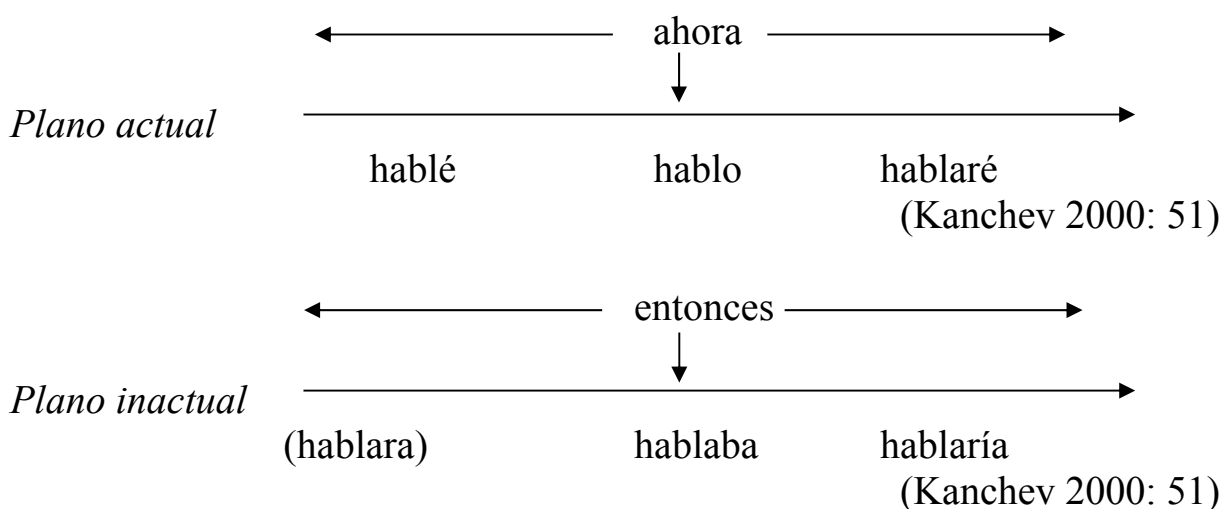 ahora
Plano actual
hablé hablo hablaré
(Kanchev 2000: 51)
entonces
Plano inactual
(hablara) hablaba hablaría
(Kanchev 2000: 51)